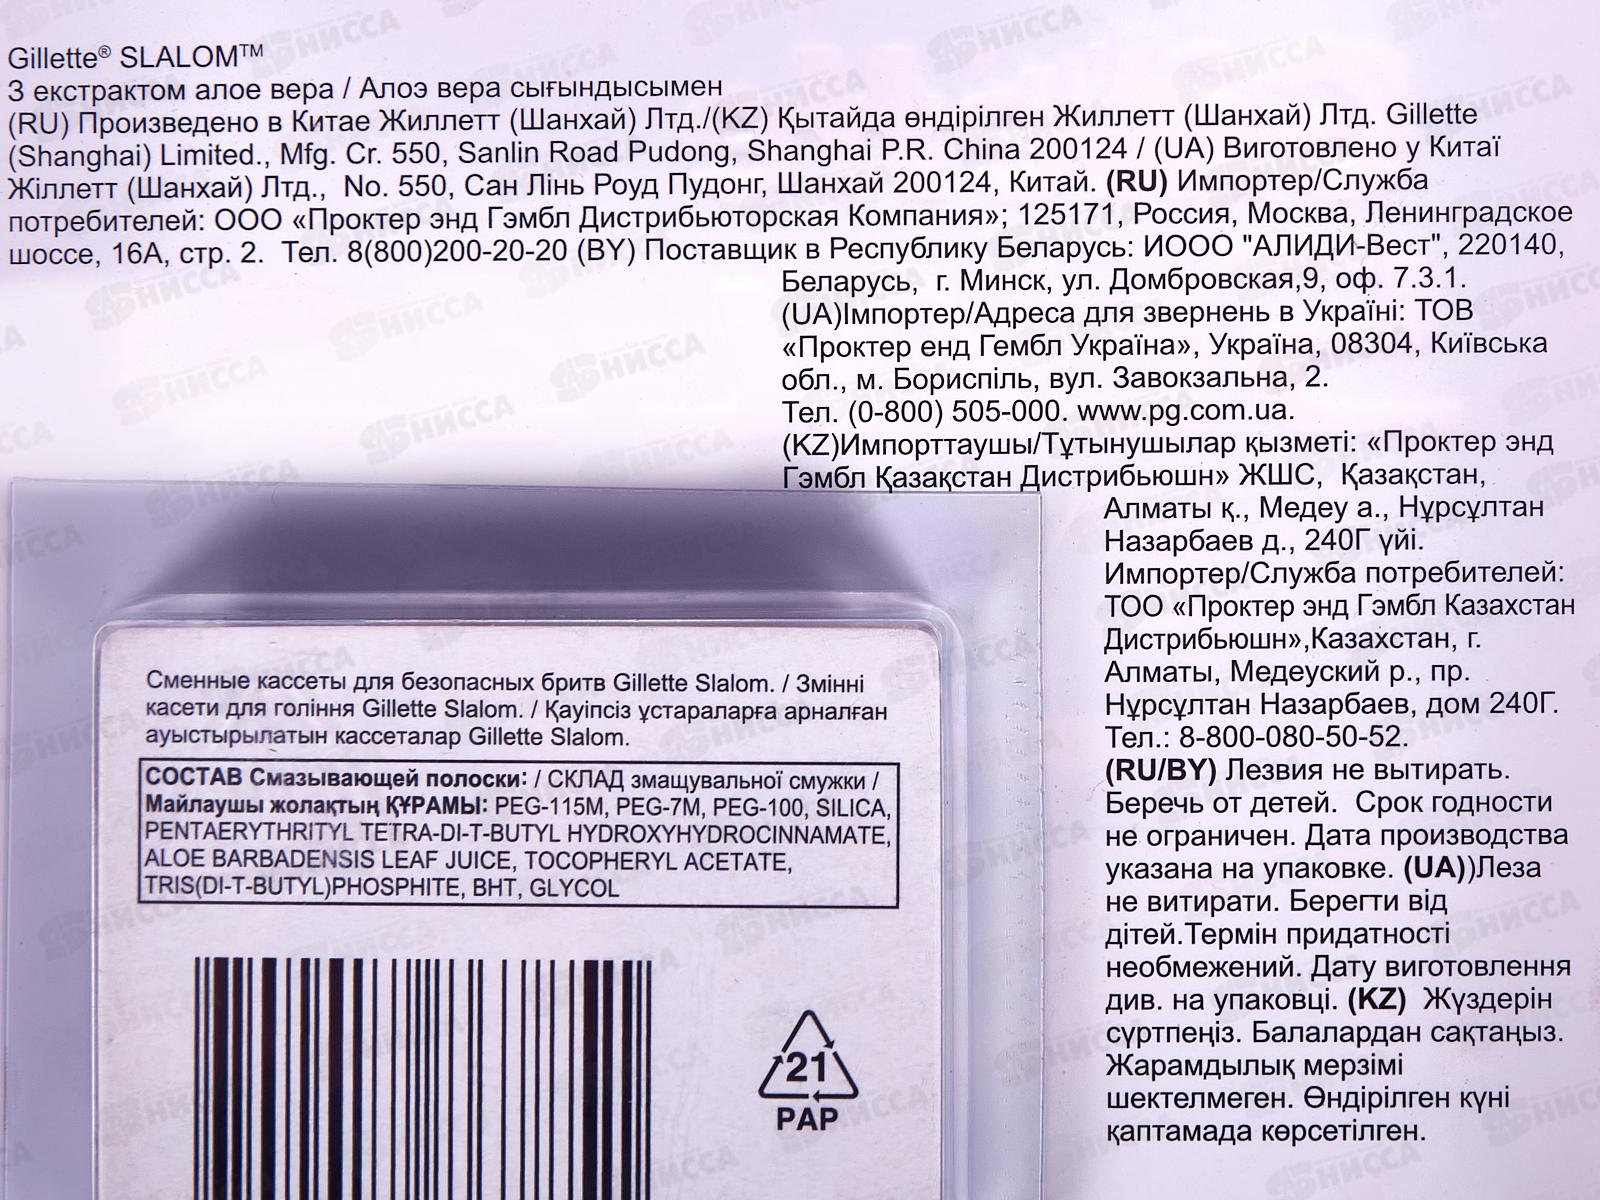 Gillette® SLALOM™
З екстрактом алое вера / Алоэ вера сығындысымен
(RU) Произведено в Китае Жиллетт (Шанхай) Лтд./(KZ) Қытайда өндірілген Жиллетт (Шанхай) Лтд. Gillette
(Shanghai) Limited., Mfg. Cr. 550, Sanlin Road Pudong, Shanghai P.R. China 200124 / (UA) Виготовлено у Китаї
Жіллетт (Шанхай) Лтд., No. 550, Сан Лінь Роуд Пудонг, Шанхай 200124, Китай. (RU) Импортер/Служба
потребителей: ООО «Проктер энд Гэмбл Дистрибьюторская Компания»; 125171, Россия, Москва, Ленинградское
шоссе, 16А, стр. 2. Тел. 8(800)200-20-20 (BY) Поставщик в Республику Беларусь: ИООО "АЛИДИ-Вест", 220140,
Беларусь, г. Минск, ул. Домбровская,9, оф. 7.3.1.
(UA)Імпортер/Адреса для звернень в Україні: ТОВ
«Проктер енд Гембл Україна», Україна, 08304, Київська
обл., м. Бориспіль, вул. Завокзальна, 2.
Тел. (0-800) 505-000. www.pg.com.ua.
(KZ)Импорттаушы/Тұтынушылар қызметі: «Проктер энд
Гэмбл Қазақстан Дистрибьюшн» ЖШС, Қазақстан,
Алматы қ., Медеу а., Нұрсұлтан
Назарбаев д., 240Г үйі.
Импортер/Служба потребителей:
ТОО «Проктер энд Гэмбл Казахстан
Дистрибьюшн»,Казахстан, г.
Алматы, Медеуский р., пр.
Нұрсұлтан Назарбаев, дом 240Г.
Тел.: 8-800-080-50-52.
(RU/BY) Лезвия не вытирать.
Беречь от детей. Срок годности
не ограничен. Дата производства
указана на упаковке. (UA))Леза
не витирати. Берегти від
дітей.Термін придатності
необмежений. Дату виготовлення
див. на упаковці. (KZ) Жүздерін
сүртпеңіз. Балалардан сақтаңыз.
Жарамдылық мерзімі
шектелмеген. Өндірілген күні
қаптамада көрсетілген.
Сменные кассеты для безопасных бритв Gillette Slalom. / Змінні
касети для гоління Gillette Slalom. / Қауіпсіз ұстараларға арналған
ауыстырылатын кассеталар Gillette Slalom.
СОСТАВ Смазывающей полоски: / СКЛАД змащувальної смужки /
Майлаушы жолақтың ҚҰРАМЫ: PEG-115M, PEG-7M, PEG-100, SILICA,
PENTAERYTHRITYL TETRA-DI-T-BUTYL HYDROXYHYDROCINNAMATE,
ALOE BARBADENSIS LEAF JUICE, TOCOPHERYL ACETATE,
TRIS(DI-T-BUTYL)PHOSPHITE, BHT, GLYCOL
21
PAP